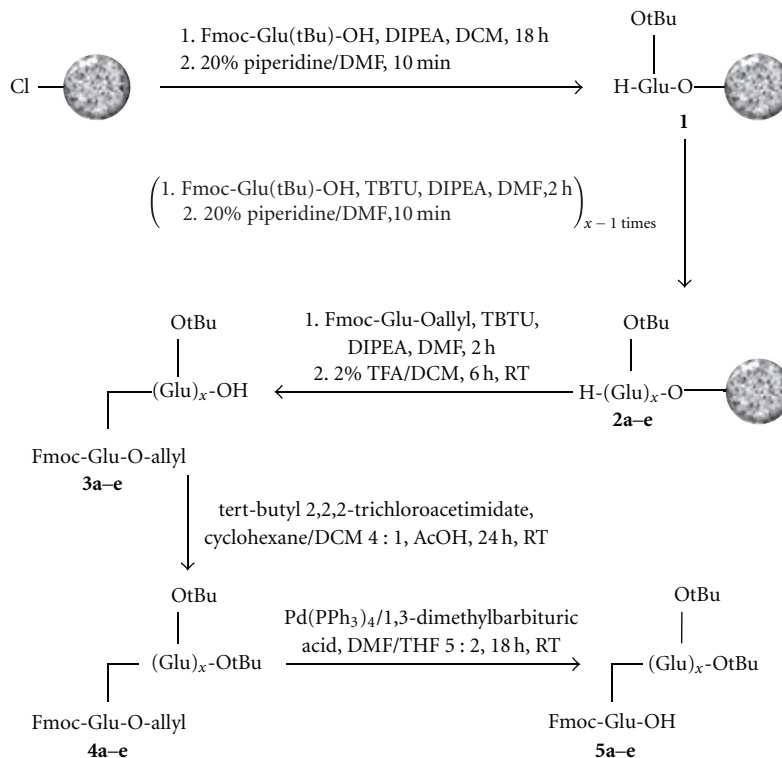 1. Fmoc-Glu(tBu)-OH, DIPEA, DCM, 18 h
2. 20% piperidine/DMF, 10 min
Cl
OtBu
H-Glu-O
1
(1. Fmoc-Glu(tBu)-OH, TBTU, DIPEA, DMF,2 h
2. 20% piperidine/DMF,10 min)
x − 1 times
OtBu
H-(Glu)x-O
2a–e
1. Fmoc-Glu-Oallyl, TBTU,
DIPEA, DMF, 2 h
2. 2% TFA/DCM, 6 h, RT
OtBu
(Glu)x-OH
Fmoc-Glu-O-allyl
3a–e
tert-butyl 2,2,2-trichloroacetimidate,
cyclohexane/DCM 4 : 1, AcOH, 24 h, RT
OtBu
(Glu)x-OtBu
Fmoc-Glu-O-allyl
4a–e
Pd(PPh3)4/1,3-dimethylbarbituric
acid, DMF/THF 5 : 2, 18 h, RT
OtBu
(Glu)x-OtBu
Fmoc-Glu-OH
5a–e